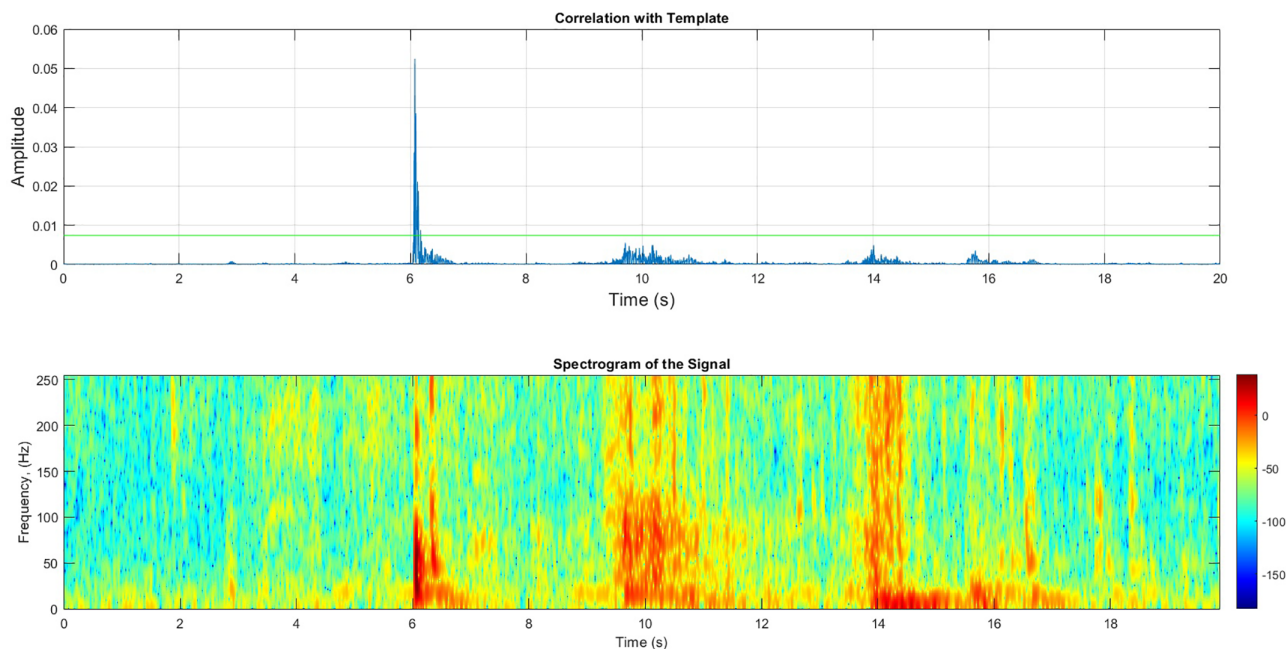 Correlation with Template
Amplitude
0.06
0.05
0.04
0.03
0.02
0.01
0
0 2 4 6 8 10 12 14 16 18 20
Time (s)
Spectrogram of the Signal
Frequency, (Hz)
250
200
150
100
50
0
0 2 4 6 8 10 12 14 16 18
Time (s)
0
-50
-100
-150